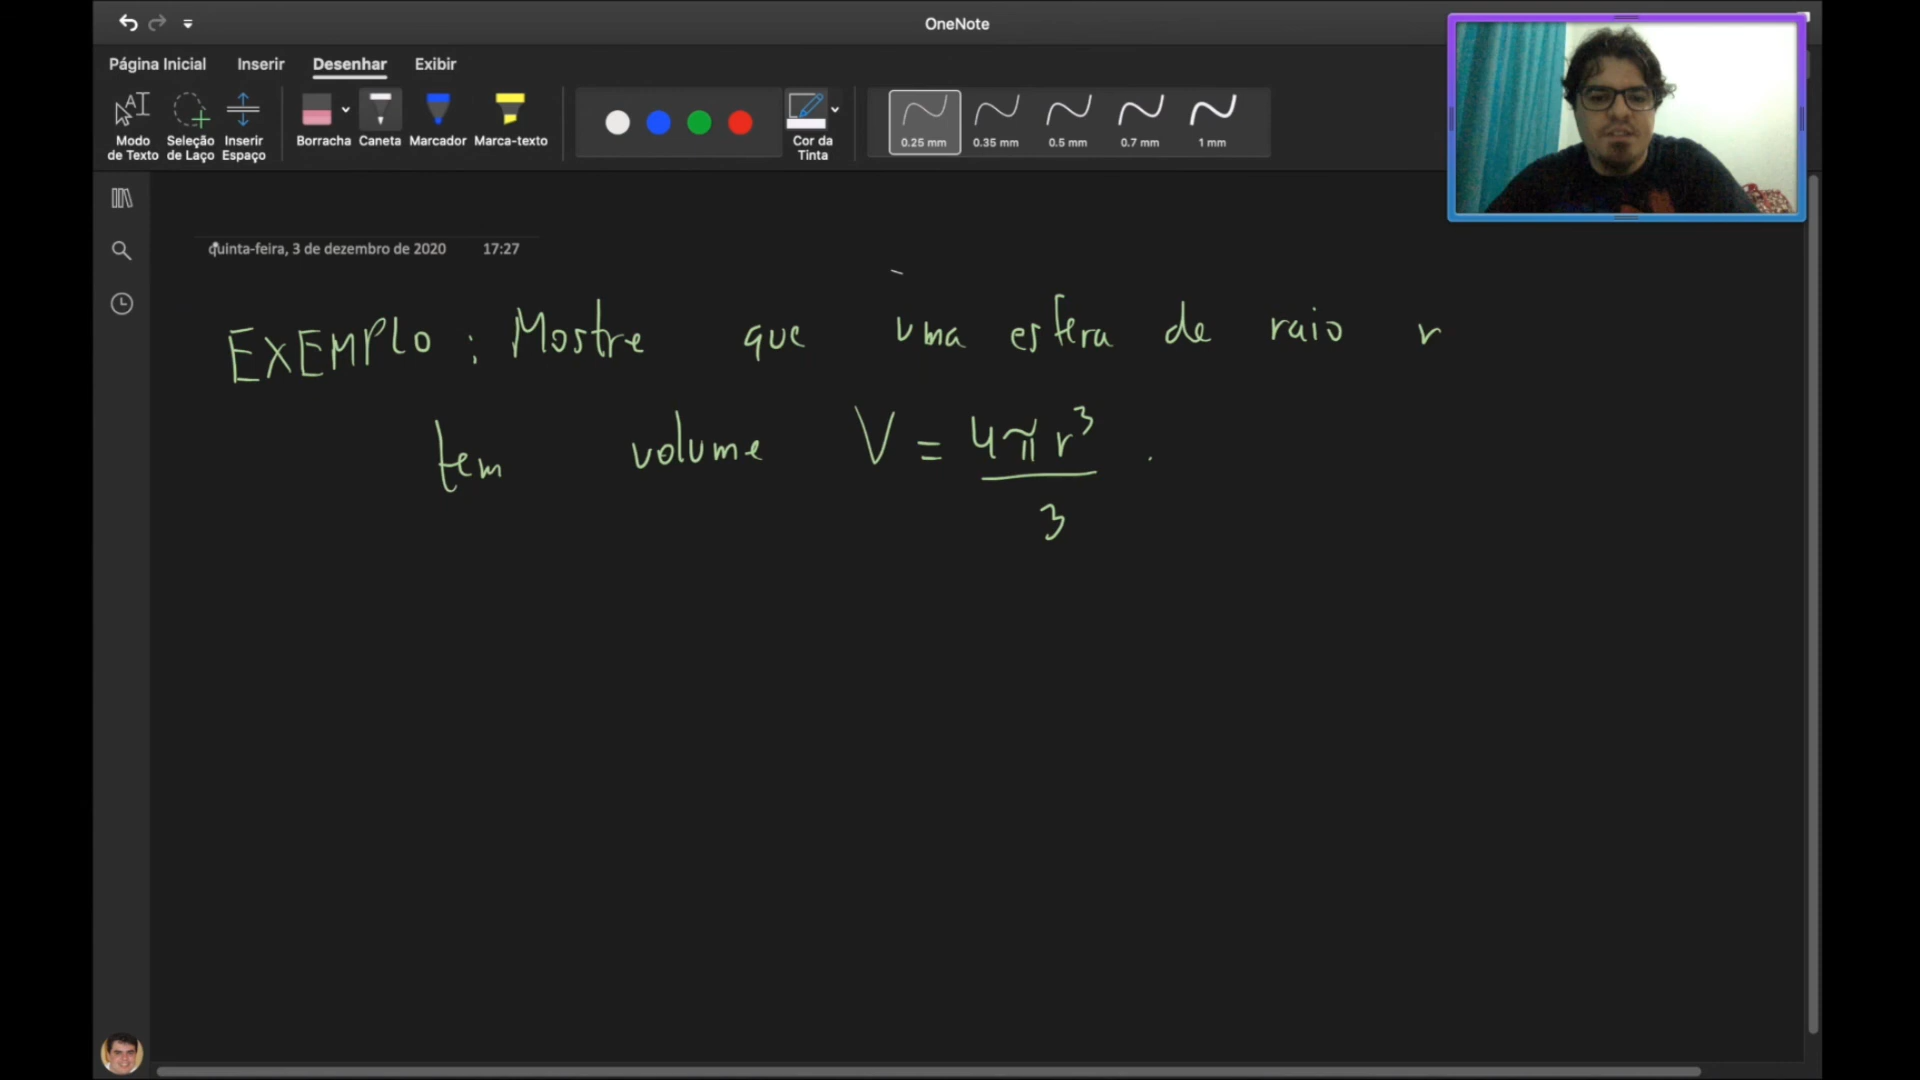 OneNote
Página Inicial Inserir Desenhar Exibir
Modo de Texto Seleção de Laço Inserir Espaço Borracha Caneta Marcador Marca-texto Cor da Tinta 0.25 mm 0.35 mm 0.5 mm 0.7 mm 1 mm
quinta-feira, 3 de dezembro de 2020 17:27
EXEMPLO : Mostre que uma esfera de raio r
tem volume V = 4πr³/3 .